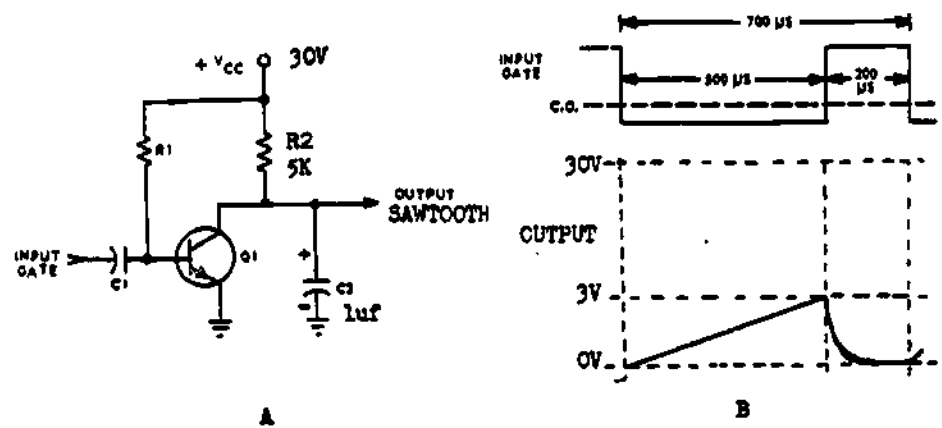 + VCC 30V
R1
R2
5K
OUTPUT
SAWTOOTH
INPUT
GATE
C1
Q1
+
C2
-
1uf
A
700 µS
INPUT
GATE
500 µS
200
µS
C.O.
30V
OUTPUT
3V
0V
B